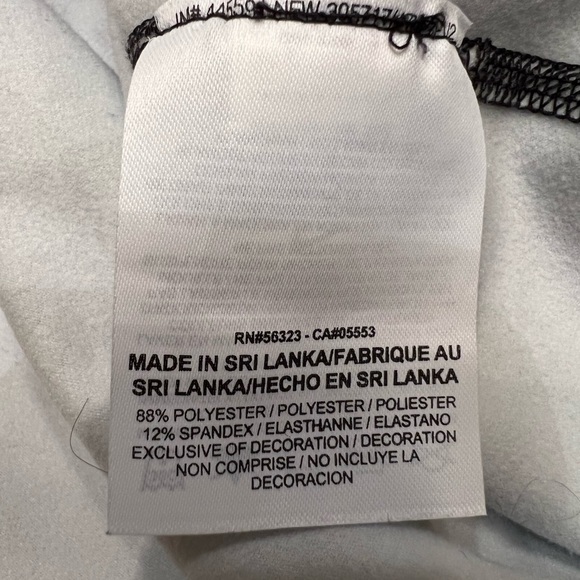 RN#56323 - CA#05553
MADE IN SRI LANKA/FABRIQUE AU
SRI LANKA/HECHO EN SRI LANKA
88% POLYESTER / POLYESTER / POLIESTER
12% SPANDEX / ELASTHANNE / ELASTANO
EXCLUSIVE OF DECORATION / DECORATION
NON COMPRISE / NO INCLUYE LA
DECORACION